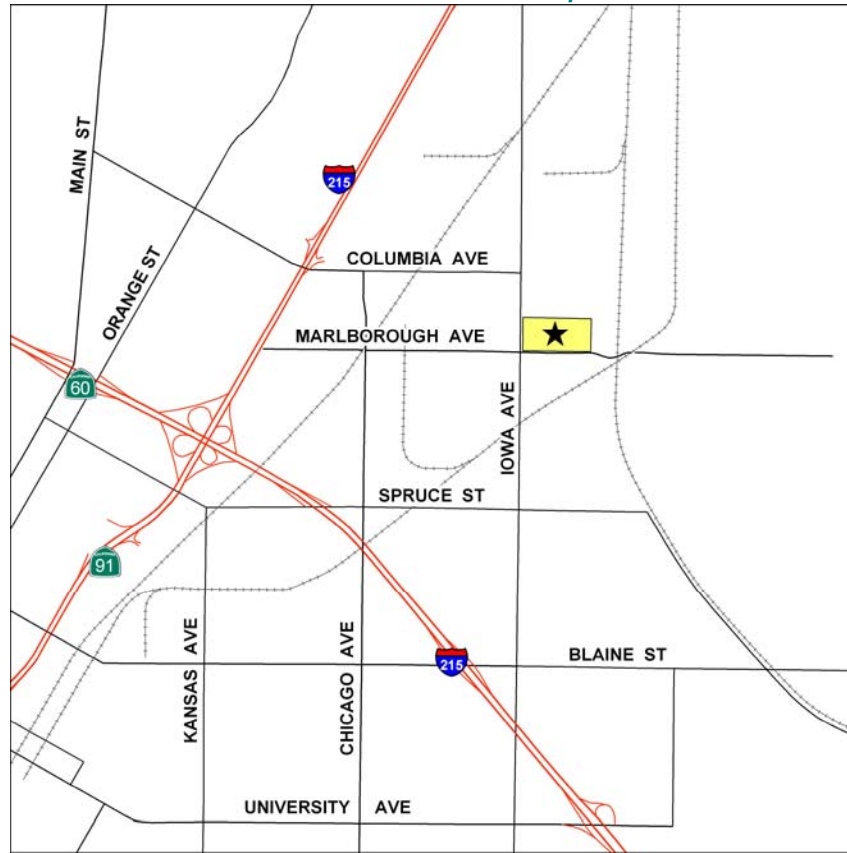 MAIN ST
ORANGE ST
215
COLUMBIA AVE
MARLBOROUGH AVE
60
IOWA AVE
SPRUCE ST
91
KANSAS AVE
CHICAGO AVE
215
BLAINE ST
UNIVERSITY AVE